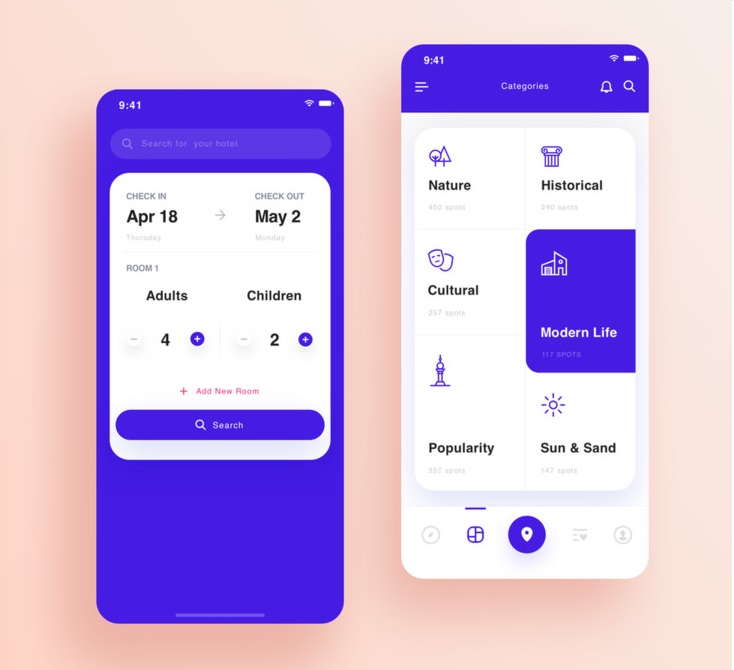 9:41
Search for your hotel
CHECK IN
CHECK OUT
Apr 18
May 2
Thursday
Monday
ROOM 1
Adults
Children
4
2
Add New Room
Search
9:41
Categories
Nature
Historical
450 spots
240 spots
Cultural
257 spots
Modern Life
117 SPOTS
Popularity
Sun & Sand
357 spots
147 spots